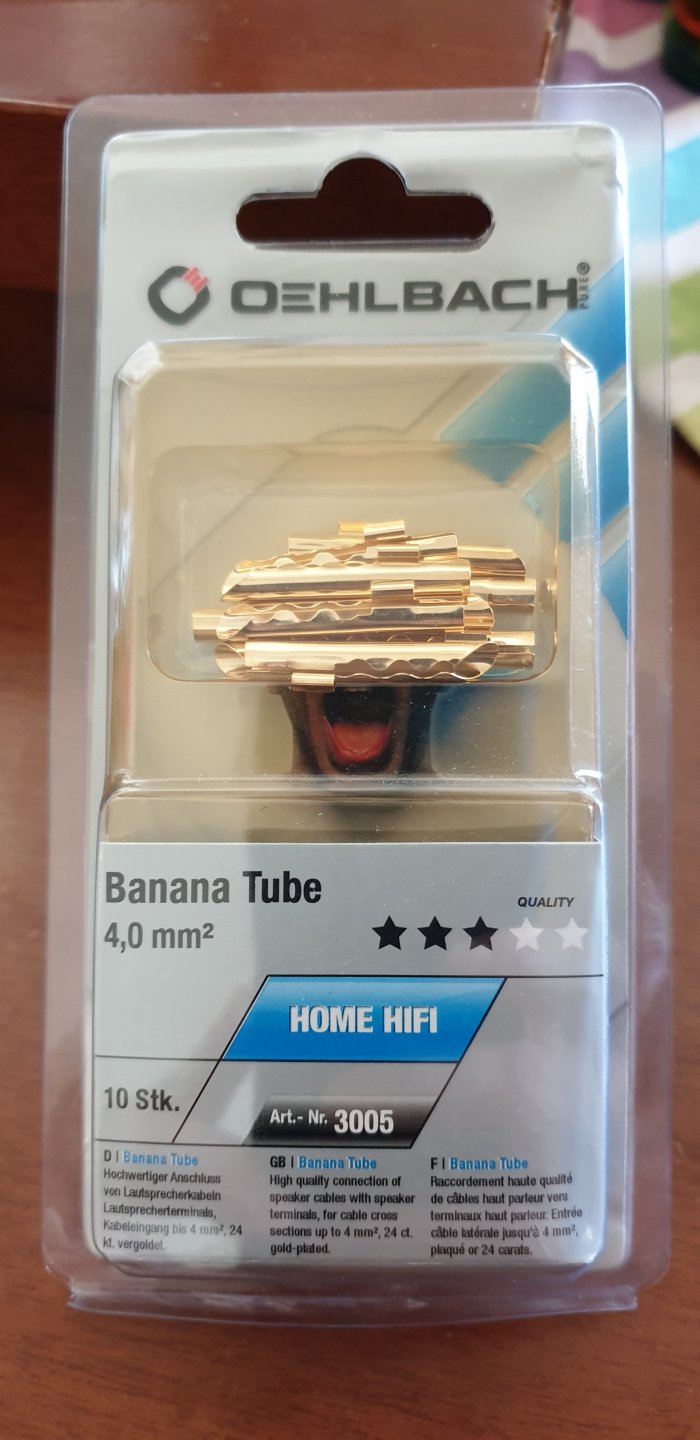 OEHLBACH
PURE®
Banana Tube
4,0 mm²
QUALITY
HOME HIFI
10 Stk.
Art.- Nr. 3005
D I Banana Tube
Hochwertiger Anschluss
von Lautsprecherkabeln
Lautsprecherterminals,
Kabeleingang bis 4 mm², 24
kt. vergoldet.
GB I Banana Tube
High quality connection of
speaker cables with speaker
terminals, for cable cross
sections up to 4 mm², 24 ct.
gold-plated.
F I Banana Tube
Raccordement haute qualité
de câbles haut parleur vers
terminaux haut parleur. Entrée
câble latérale jusqu'à 4 mm²,
plaqué or 24 carats.